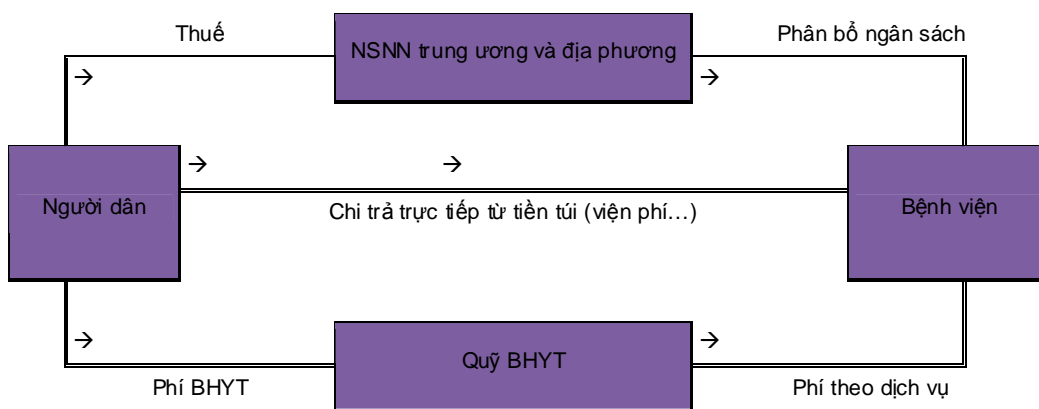 Thuế
NSNN trung ương và địa phương
Phân bổ ngân sách
→
→
→
→
Người dân
Chi trả trực tiếp từ tiền túi (viện phí…)
Bệnh viện
→
Quỹ BHYT
→
Phí BHYT
Phí theo dịch vụ